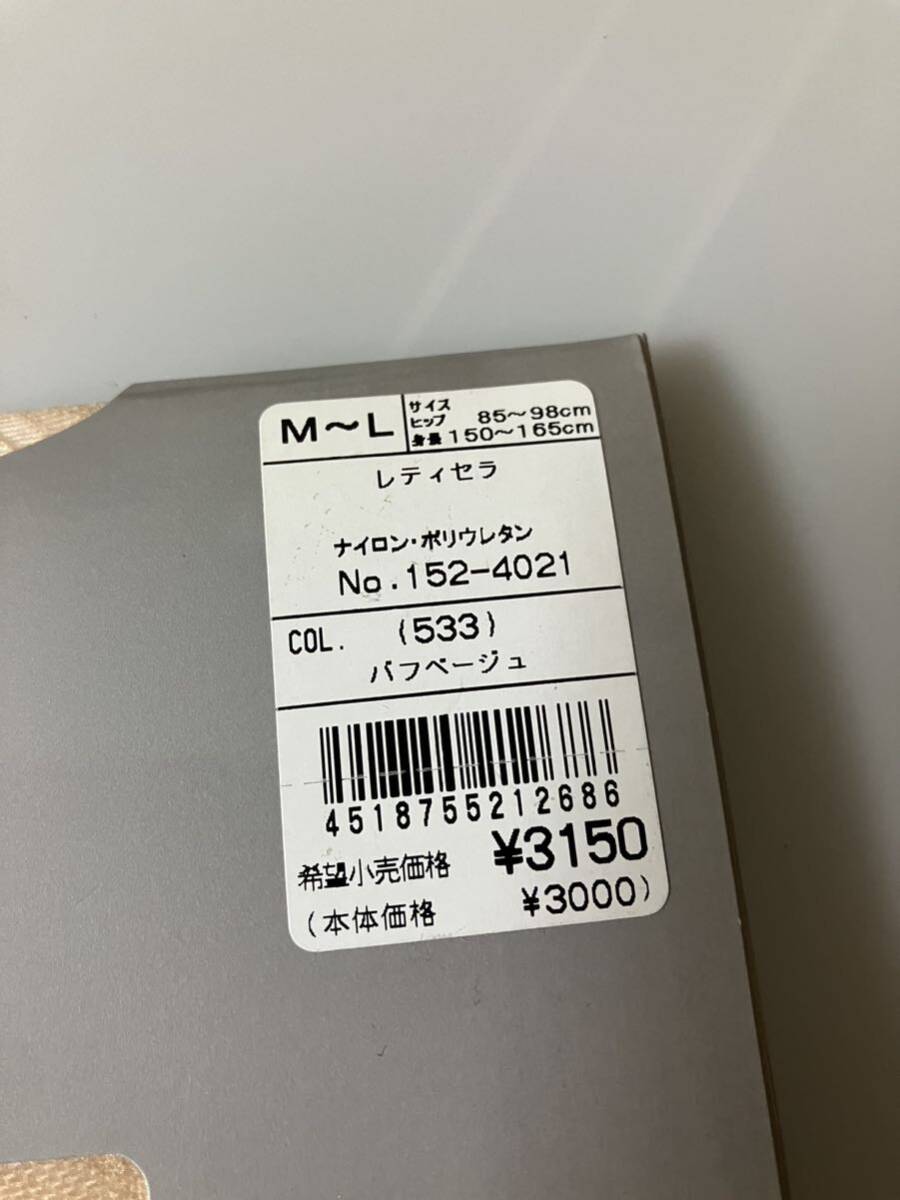 M～L
サイズ
ヒップ 85～98cm
身長 150～165cm
レティセラ
ナイロン・ポリウレタン
No.152-4021
COL. (533)
バフベージュ
4518755212686
希望小売価格 ¥3150
(本体価格 ¥3000)